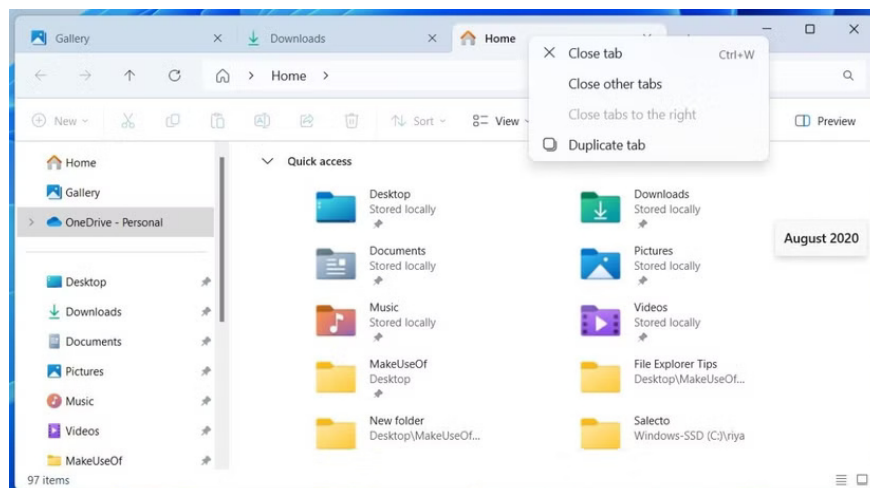 Gallery
Downloads
Home
Close tab Ctrl+W
Close other tabs
Close tabs to the right
Duplicate tab
Home
New
Sort
View
Preview
Home
Gallery
OneDrive - Personal
Desktop
Downloads
Documents
Pictures
Music
Videos
MakeUseOf
Quick access
Desktop
Stored locally
Downloads
Stored locally
Documents
Stored locally
Pictures
Stored locally
Music
Stored locally
Videos
Stored locally
MakeUseOf
Desktop
File Explorer Tips
Desktop\MakeUseOf...
New folder
Desktop\MakeUseOf...
Salecto
Windows-SSD (C:)\riya
August 2020
97 items